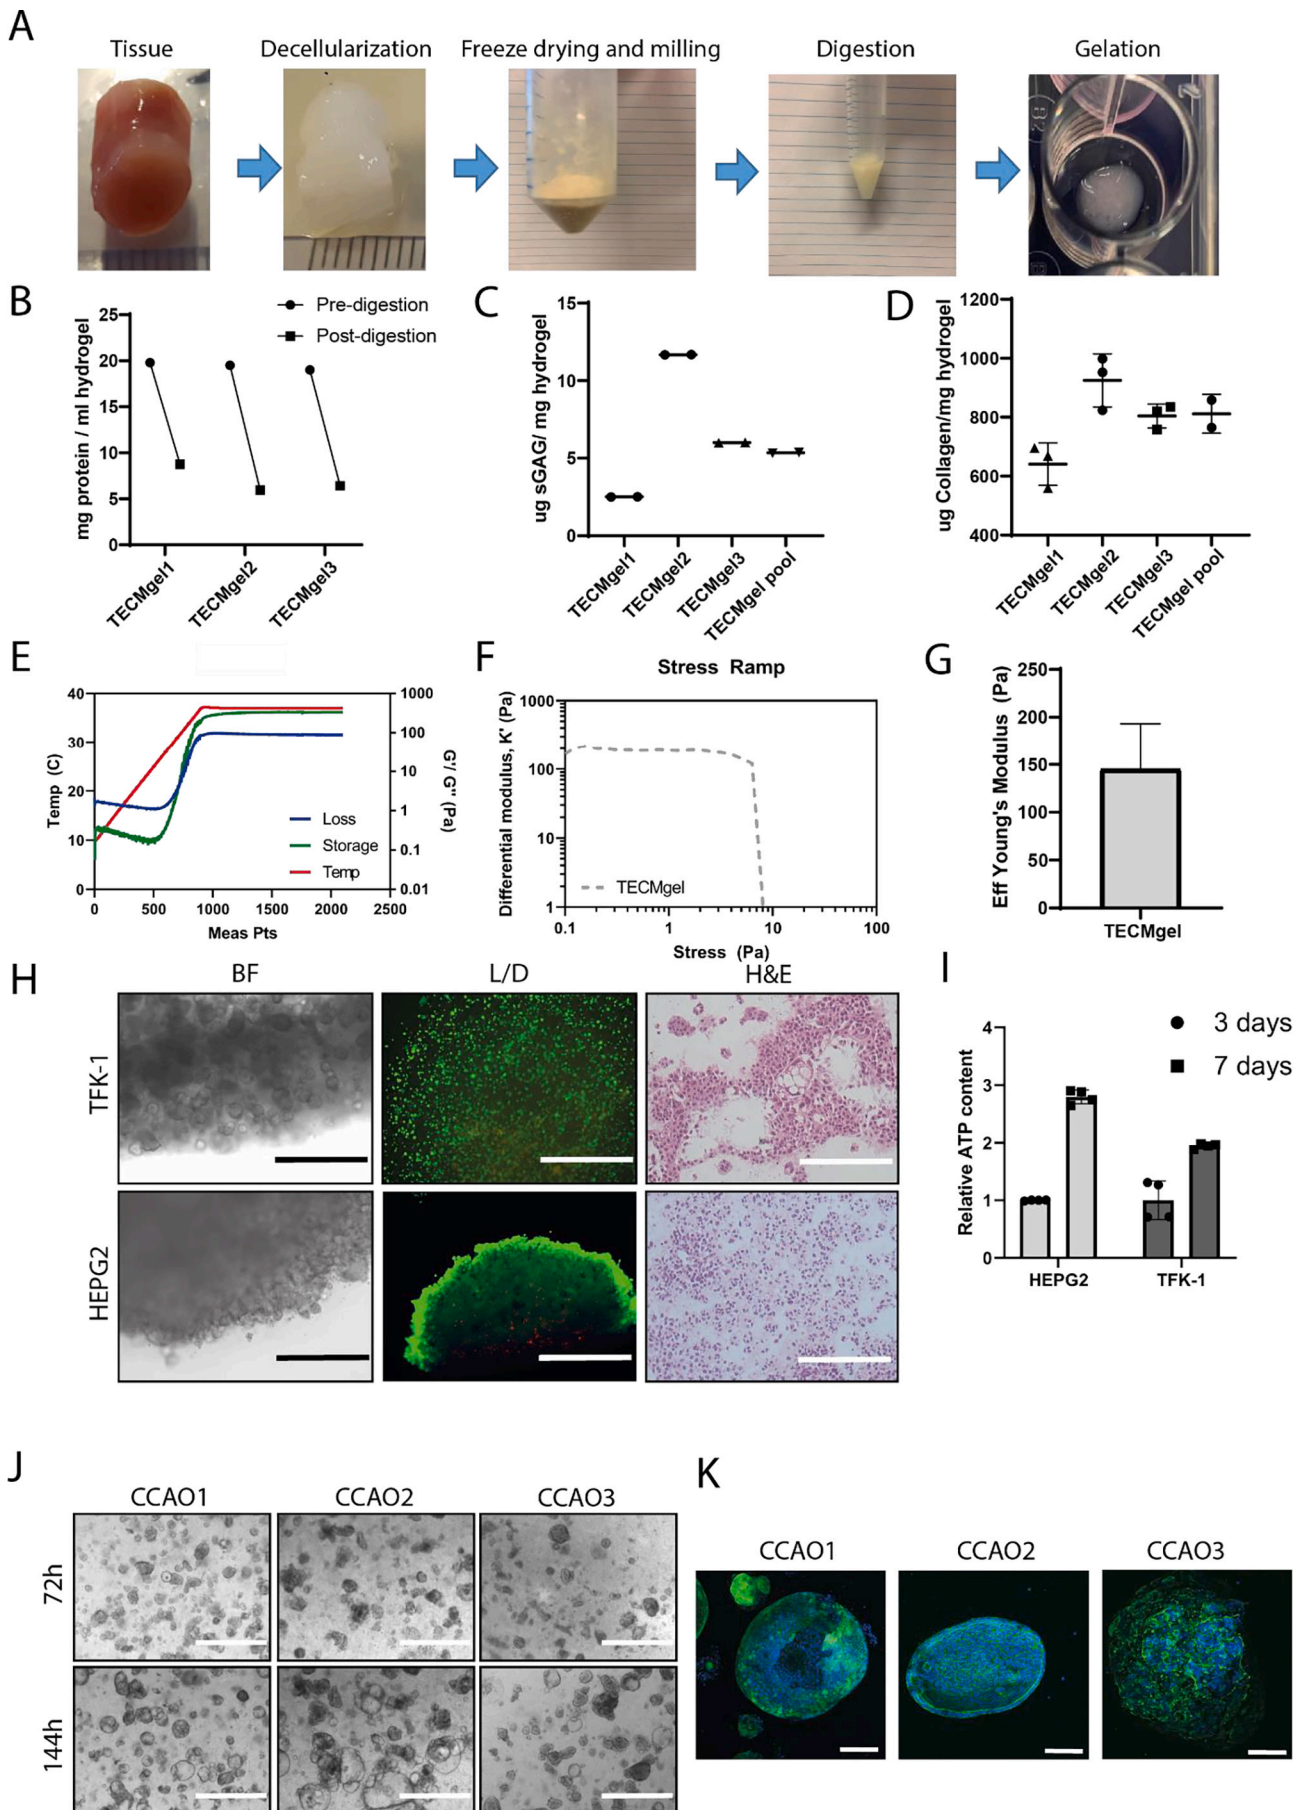 A
Tissue
Decellularization
Freeze drying and milling
Digestion
Gelation
B
Pre-digestion
Post-digestion
mg protein / ml hydrogel
25
20
15
10
5
0
TECMgel1
TECMgel2
TECMgel3
C
ug sGAG/ mg hydrogel
15
10
5
0
TECMgel1
TECMgel2
TECMgel3
TECMgel pool
D
ug Collagen/mg hydrogel
1200
1000
800
600
400
TECMgel1
TECMgel2
TECMgel3
TECMgel pool
E
Temp (C)
40
30
20
10
0
1000
100
10
1
0.1
0.01
G'/ G'' (Pa)
Loss
Storage
Temp
0 500 1000 1500 2000 2500
Meas Pts
F
Stress Ramp
Differential modulus, K' (Pa)
1000
100
10
1
TECMgel
0.1 1 10 100
Stress (Pa)
G
Eff Young's Modulus (Pa)
250
200
150
100
50
0
TECMgel
H
BF
L/D
H&E
TFK-1
HEPG2
I
3 days
7 days
Relative ATP content
4
3
2
1
0
HEPG2
TFK-1
J
CCAO1
CCAO2
CCAO3
72h
144h
K
CCAO1
CCAO2
CCAO3